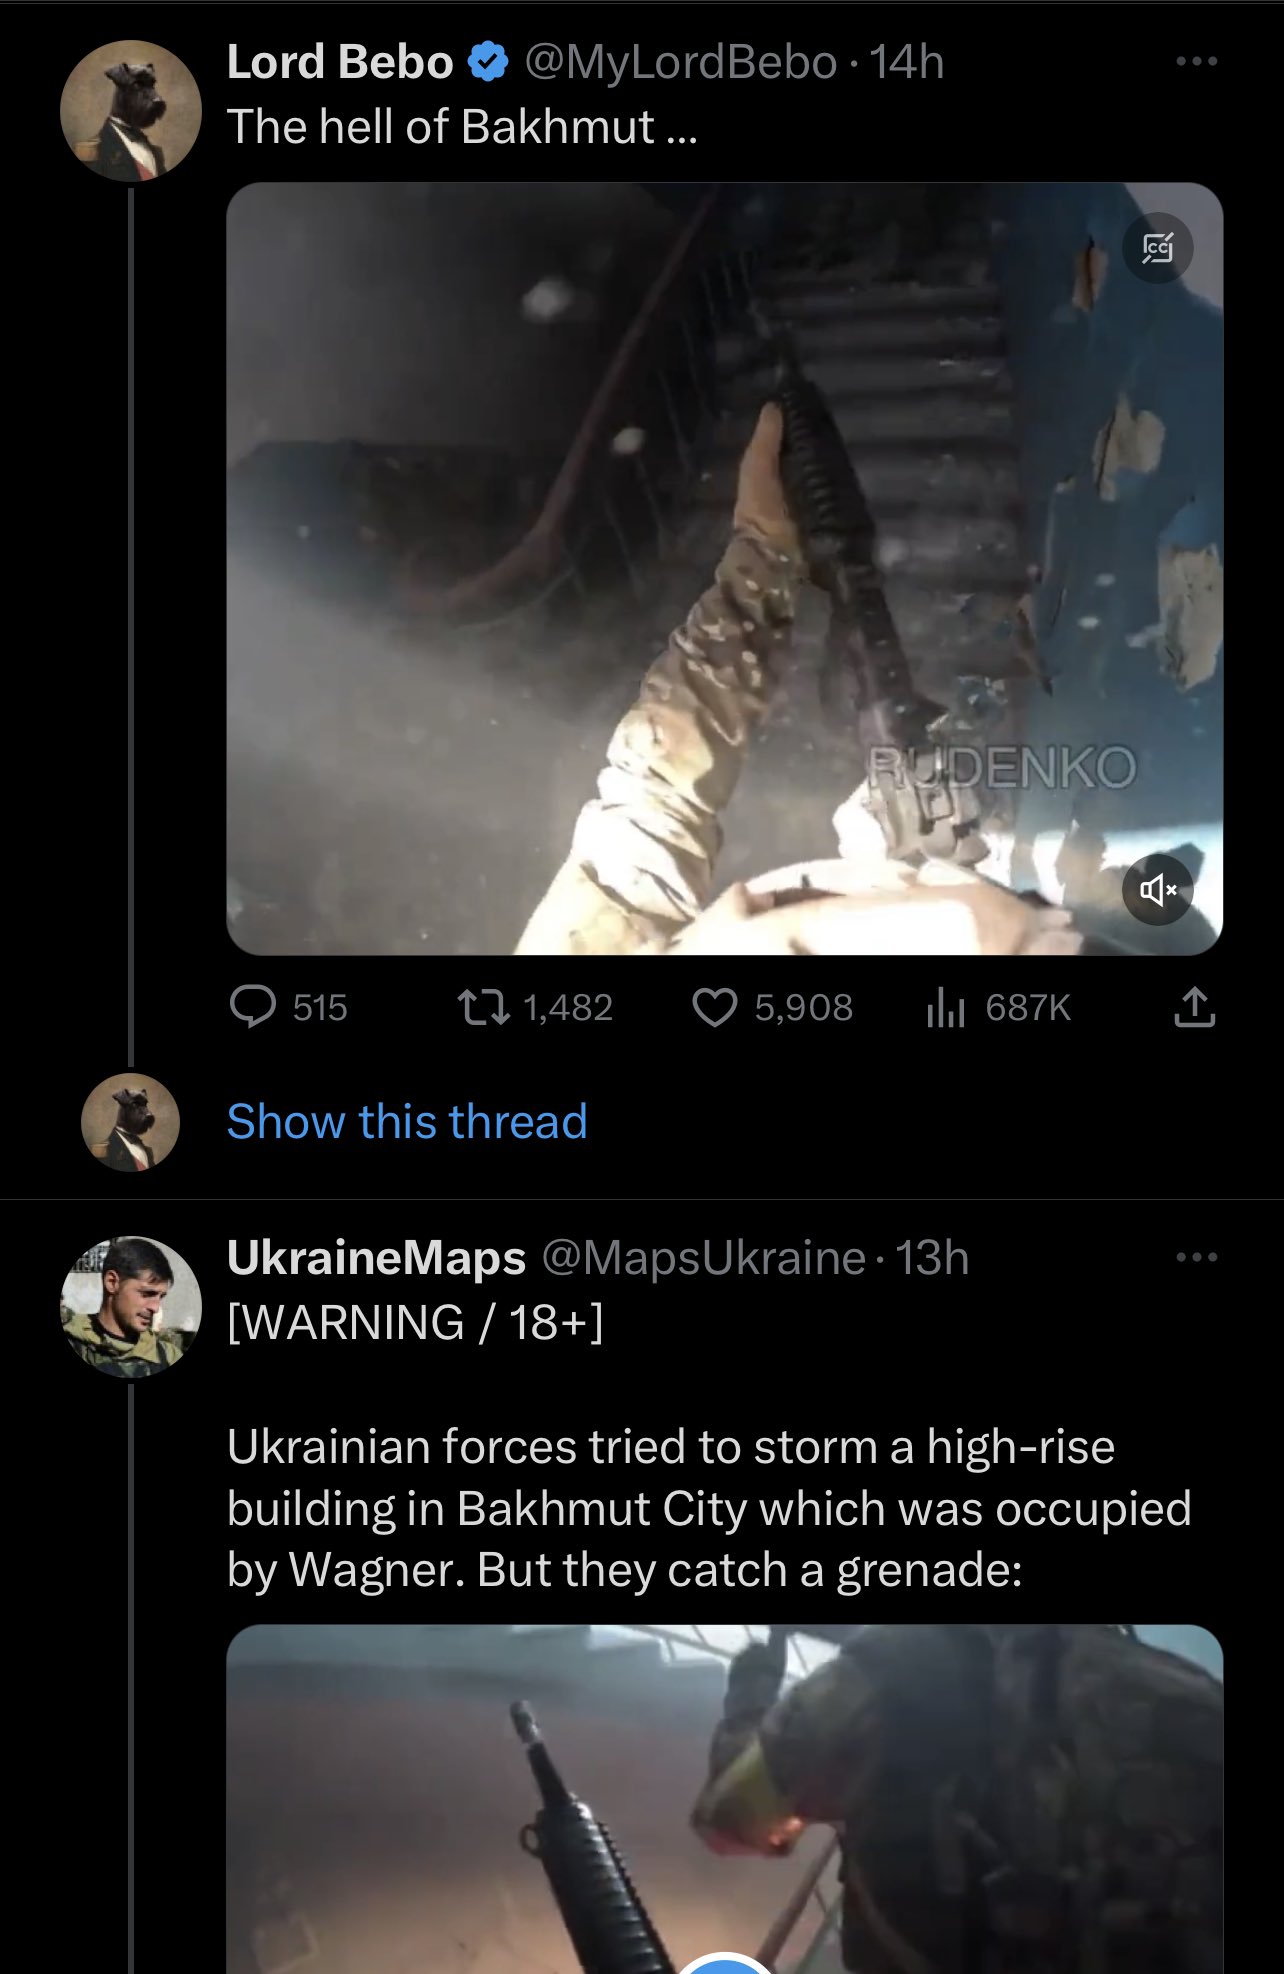 Lord Bebo @MyLordBebo · 14h
The hell of Bakhmut ...
CC
RUDENKO
515 1,482 5,908 687K
Show this thread
UkraineMaps @MapsUkraine · 13h
[WARNING / 18+]
Ukrainian forces tried to storm a high-rise
building in Bakhmut City which was occupied
by Wagner. But they catch a grenade: